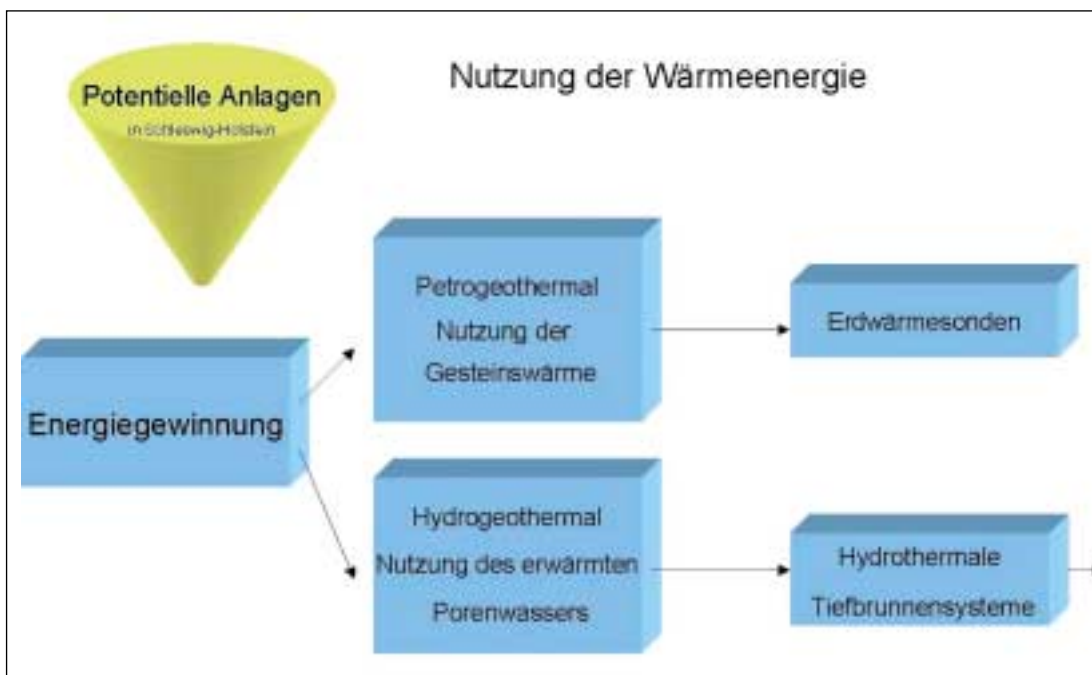 Potentielle Anlagen
in Schleswig-Holstein
Nutzung der Wärmeenergie
Petrogeothermal
Nutzung der
Gesteinswärme
Erdwärmesonden
Energiegewinnung
Hydrogeothermal
Nutzung des erwärmten
Porenwassers
Hydrothermale
Tiefbrunnensysteme